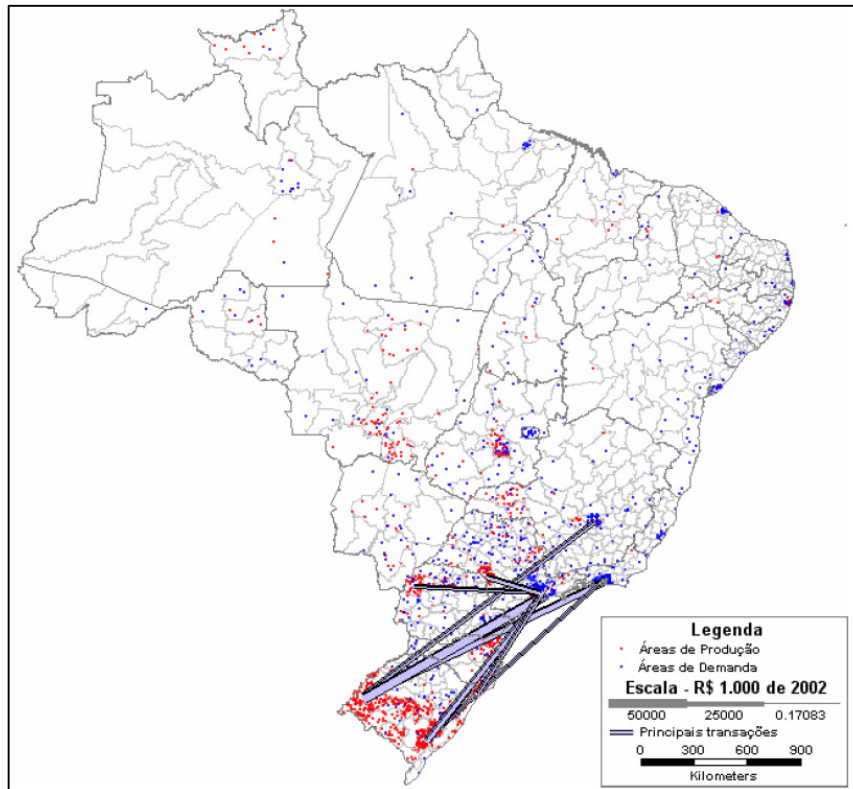 Legenda
Áreas de Produção
Áreas de Demanda
Escala - R$ 1.000 de 2002
50000 25000 0.17083
Principais transações
0 300 600 900
Kilometers